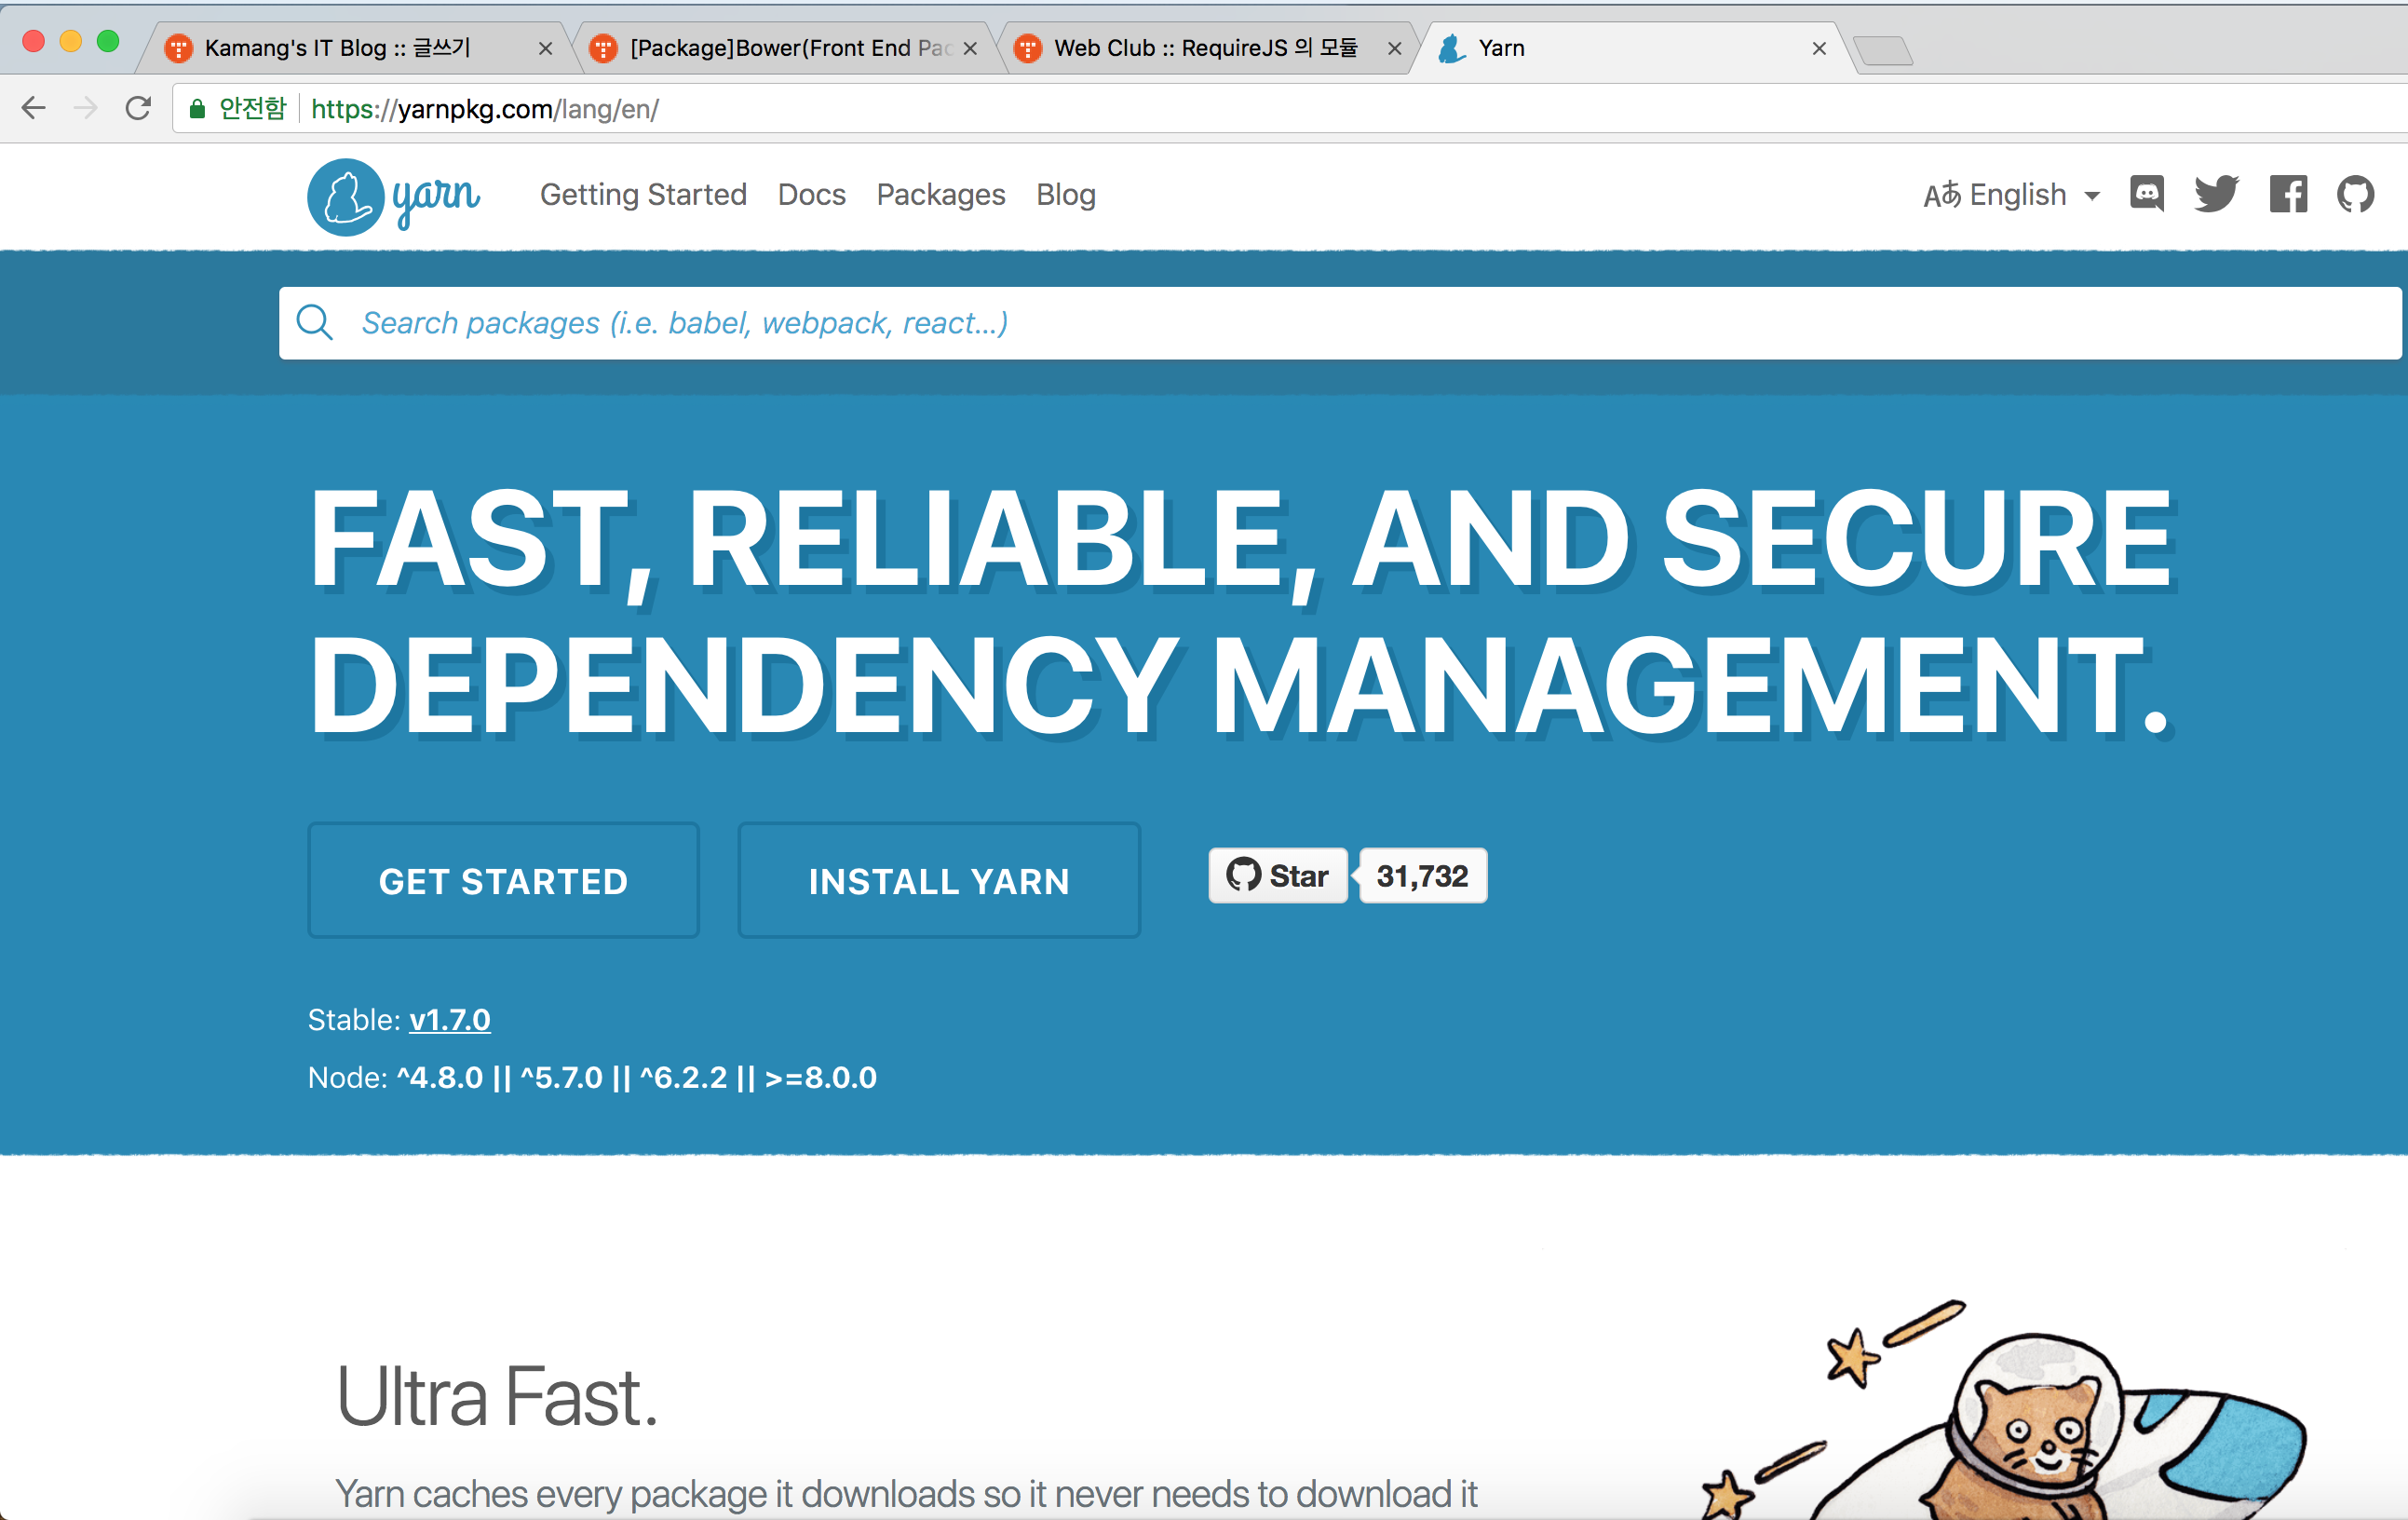 Kamang's IT Blog :: 글쓰기
[Package]Bower(Front End Pac
Web Club :: RequireJS 의 모듈
Yarn
안전함 https://yarnpkg.com/lang/en/
yarn Getting Started Docs Packages Blog Aあ English
Search packages (i.e. babel, webpack, react...)
FAST, RELIABLE, AND SECURE
DEPENDENCY MANAGEMENT.
GET STARTED INSTALL YARN Star 31,732
Stable: v1.7.0
Node: ^4.8.0 || ^5.7.0 || ^6.2.2 || >=8.0.0
Ultra Fast.
Yarn caches every package it downloads so it never needs to download it